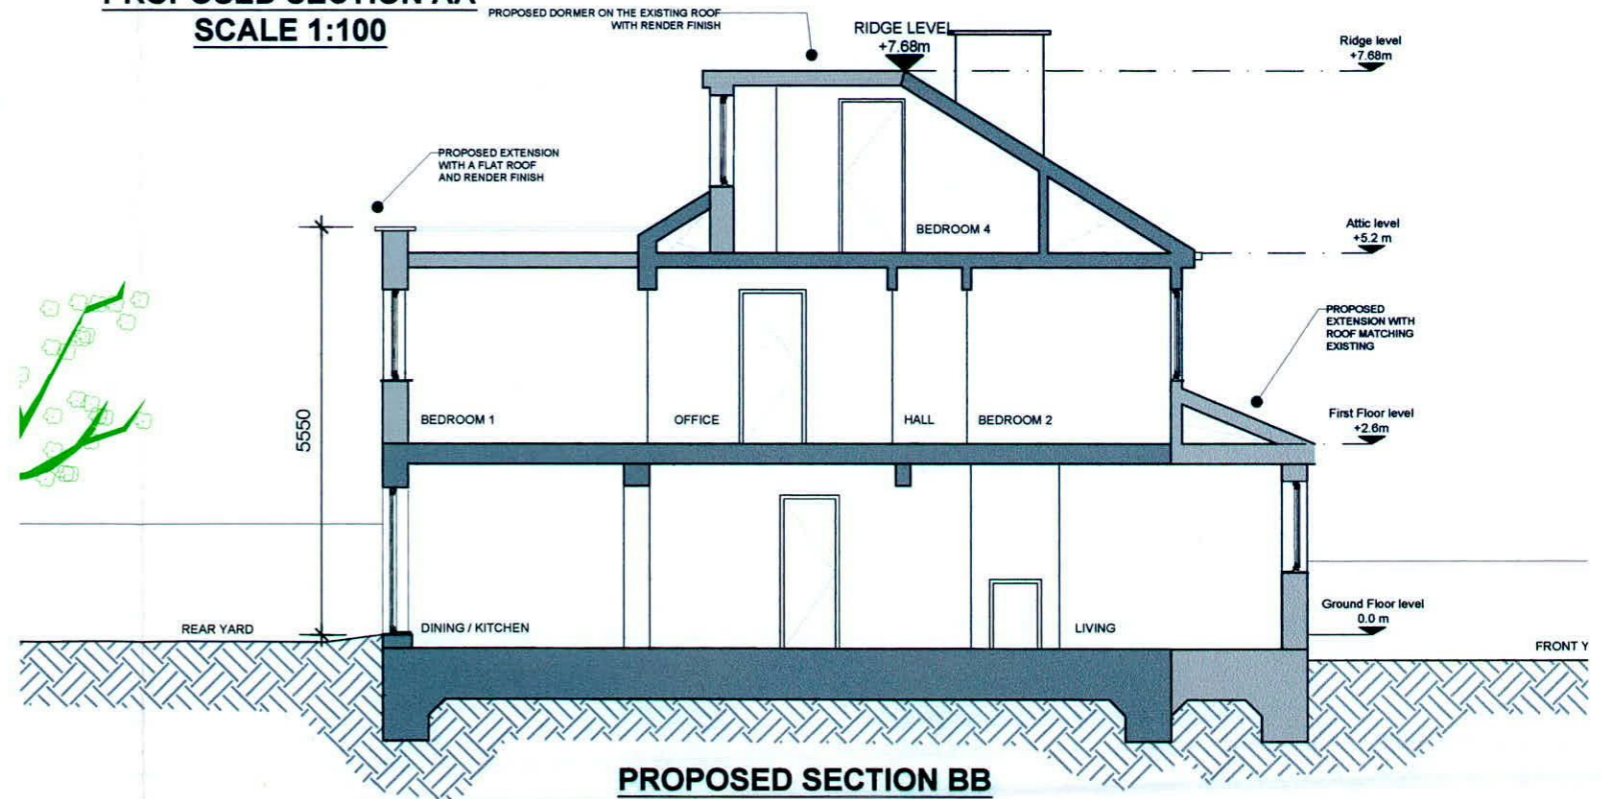 SCALE 1:100
PROPOSED DORMER ON THE EXISTING ROOF
WITH RENDER FINISH
RIDGE LEVEL
+7.68m
Ridge level
+7.68m
PROPOSED EXTENSION
WITH A FLAT ROOF
AND RENDER FINISH
BEDROOM 4
Attic level
+5.2 m
PROPOSED
EXTENSION WITH
ROOF MATCHING
EXISTING
5550
BEDROOM 1
OFFICE
HALL
BEDROOM 2
First Floor level
+2.6m
REAR YARD
DINING / KITCHEN
LIVING
Ground Floor level
0.0 m
FRONT Y
PROPOSED SECTION BB